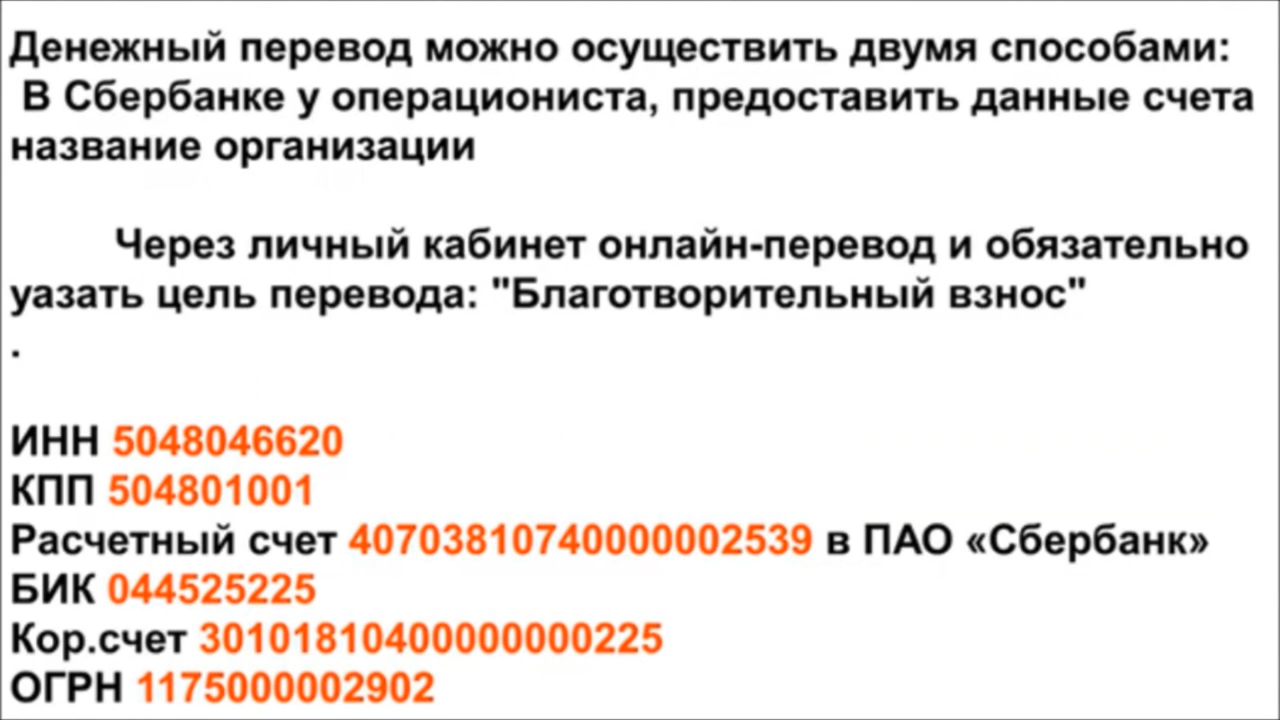 Денежный перевод можно осуществить двумя способами:
В Сбербанке у операциониста, предоставить данные счета
название организации
Через личный кабинет онлайн-перевод и обязательно
уазать цель перевода: "Благотворительный взнос"
.
ИНН 5048046620
КПП 504801001
Расчетный счет 40703810740000002539 в ПАО «Сбербанк»
БИК 044525225
Кор.счет 30101810400000000225
ОГРН 1175000002902